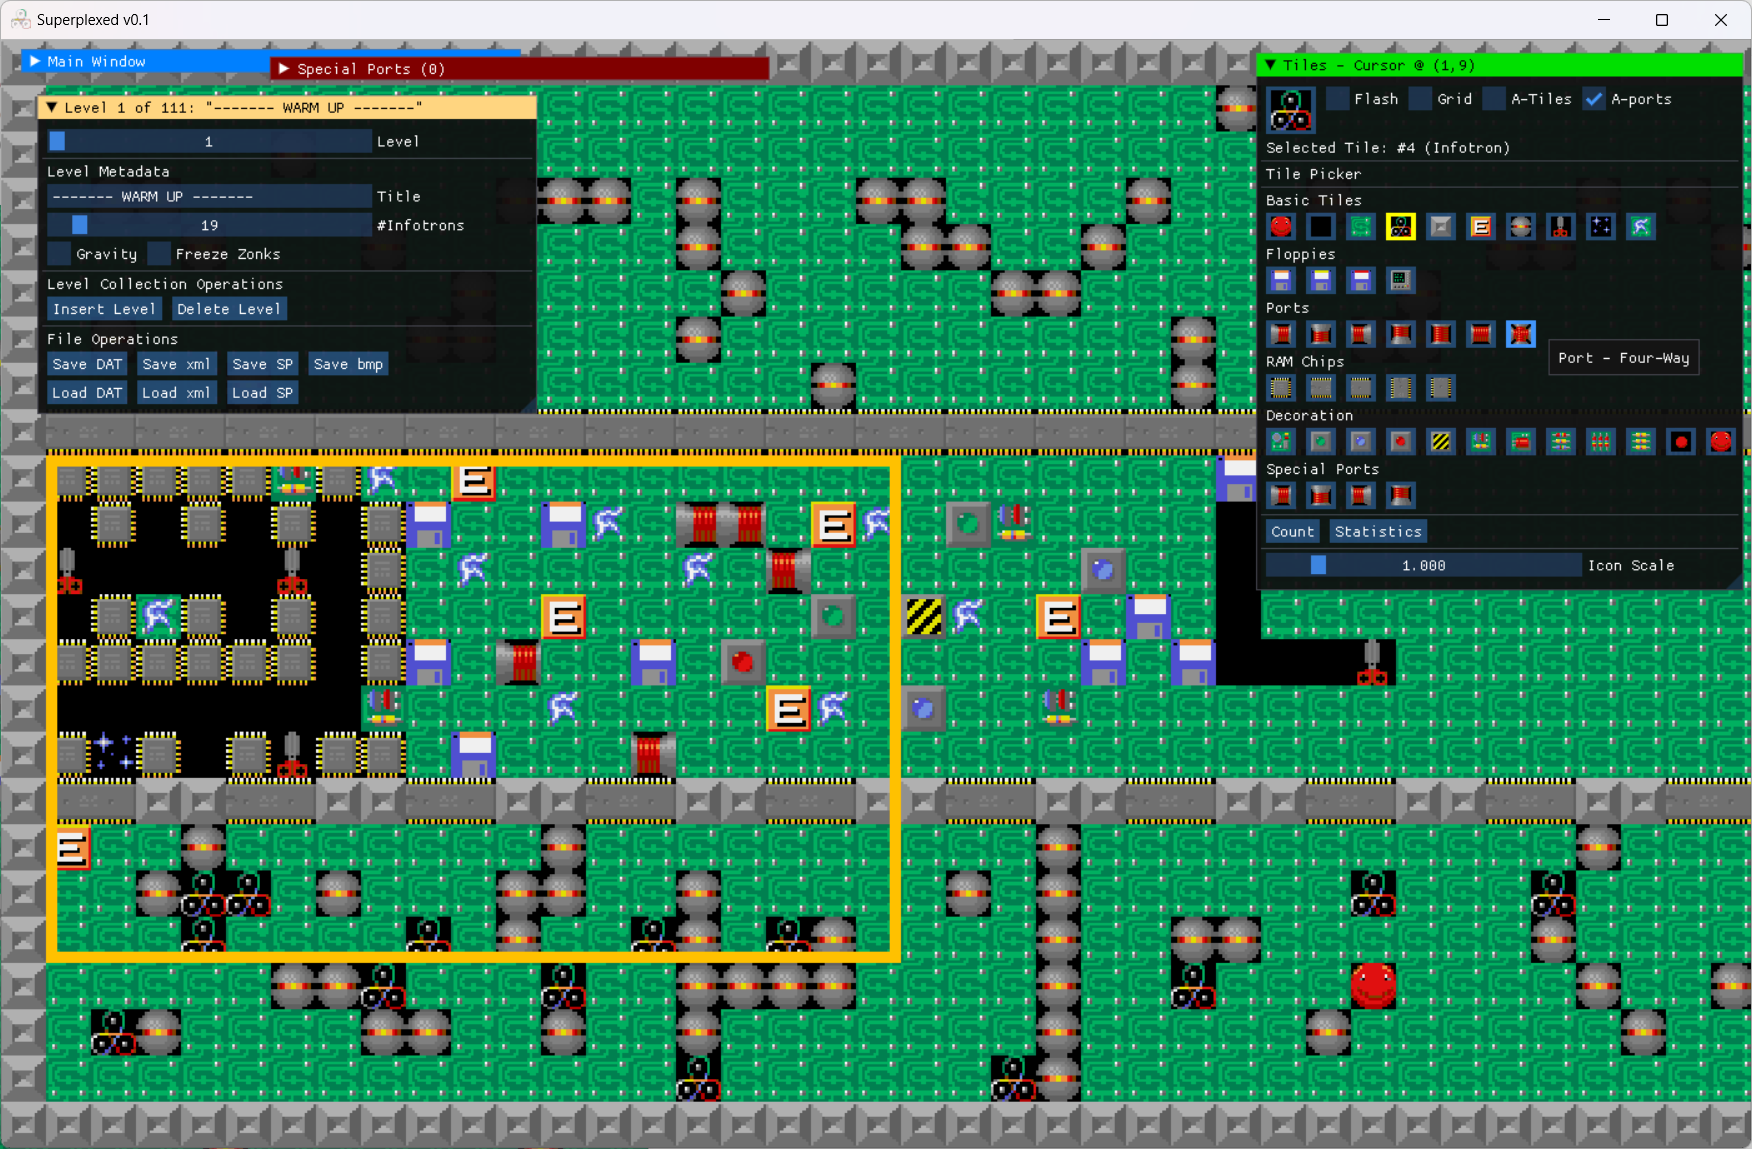 Superplexed v0.1
Main Window
Special Ports (0)
Level 1 of 111: "------- WARM UP -------"
1 Level
Level Metadata
------- WARM UP ------- Title
19 #Infotrons
Gravity Freeze Zonks
Level Collection Operations
Insert Level Delete Level
File Operations
Save DAT Save xml Save SP Save bmp
Load DAT Load xml Load SP
Tiles - Cursor @ (1,9)
Flash Grid A-Tiles A-ports
Selected Tile: #4 (Infotron)
Tile Picker
Basic Tiles
E
Floppies
Ports
Port - Four-Way
RAM Chips
Decoration
Special Ports
Count Statistics
1.000 Icon Scale
E
E
E
E
E
E